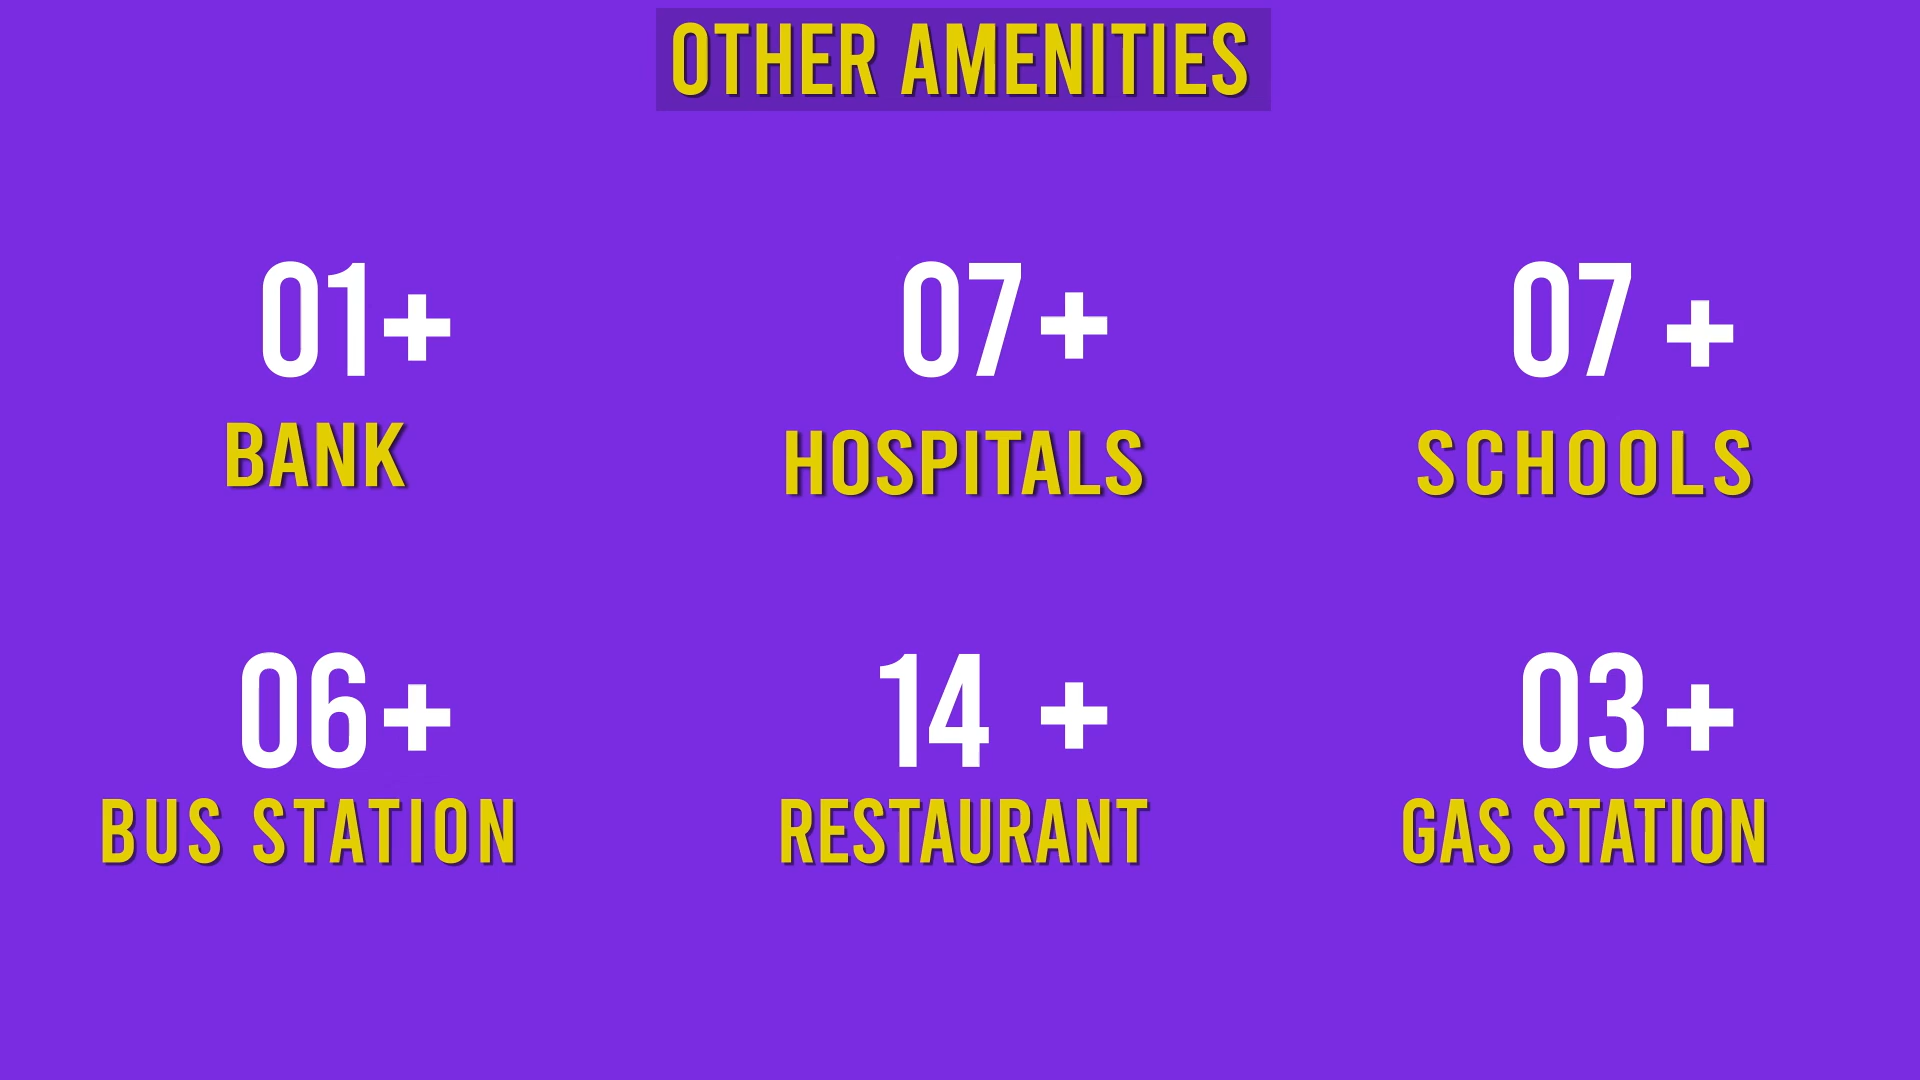 OTHER AMENITIES
01+
BANK
07+
HOSPITALS
07 +
SCHOOLS
06+
BUS STATION
14 +
RESTAURANT
03+
GAS STATION